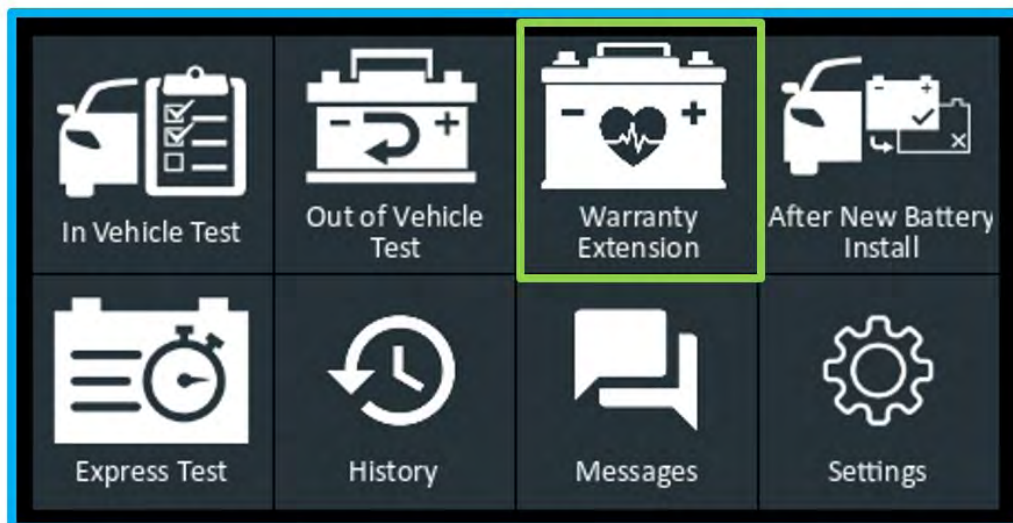 In Vehicle Test
Out of Vehicle
Test
Warranty
Extension
After New Battery
Install
Express Test
History
Messages
Settings